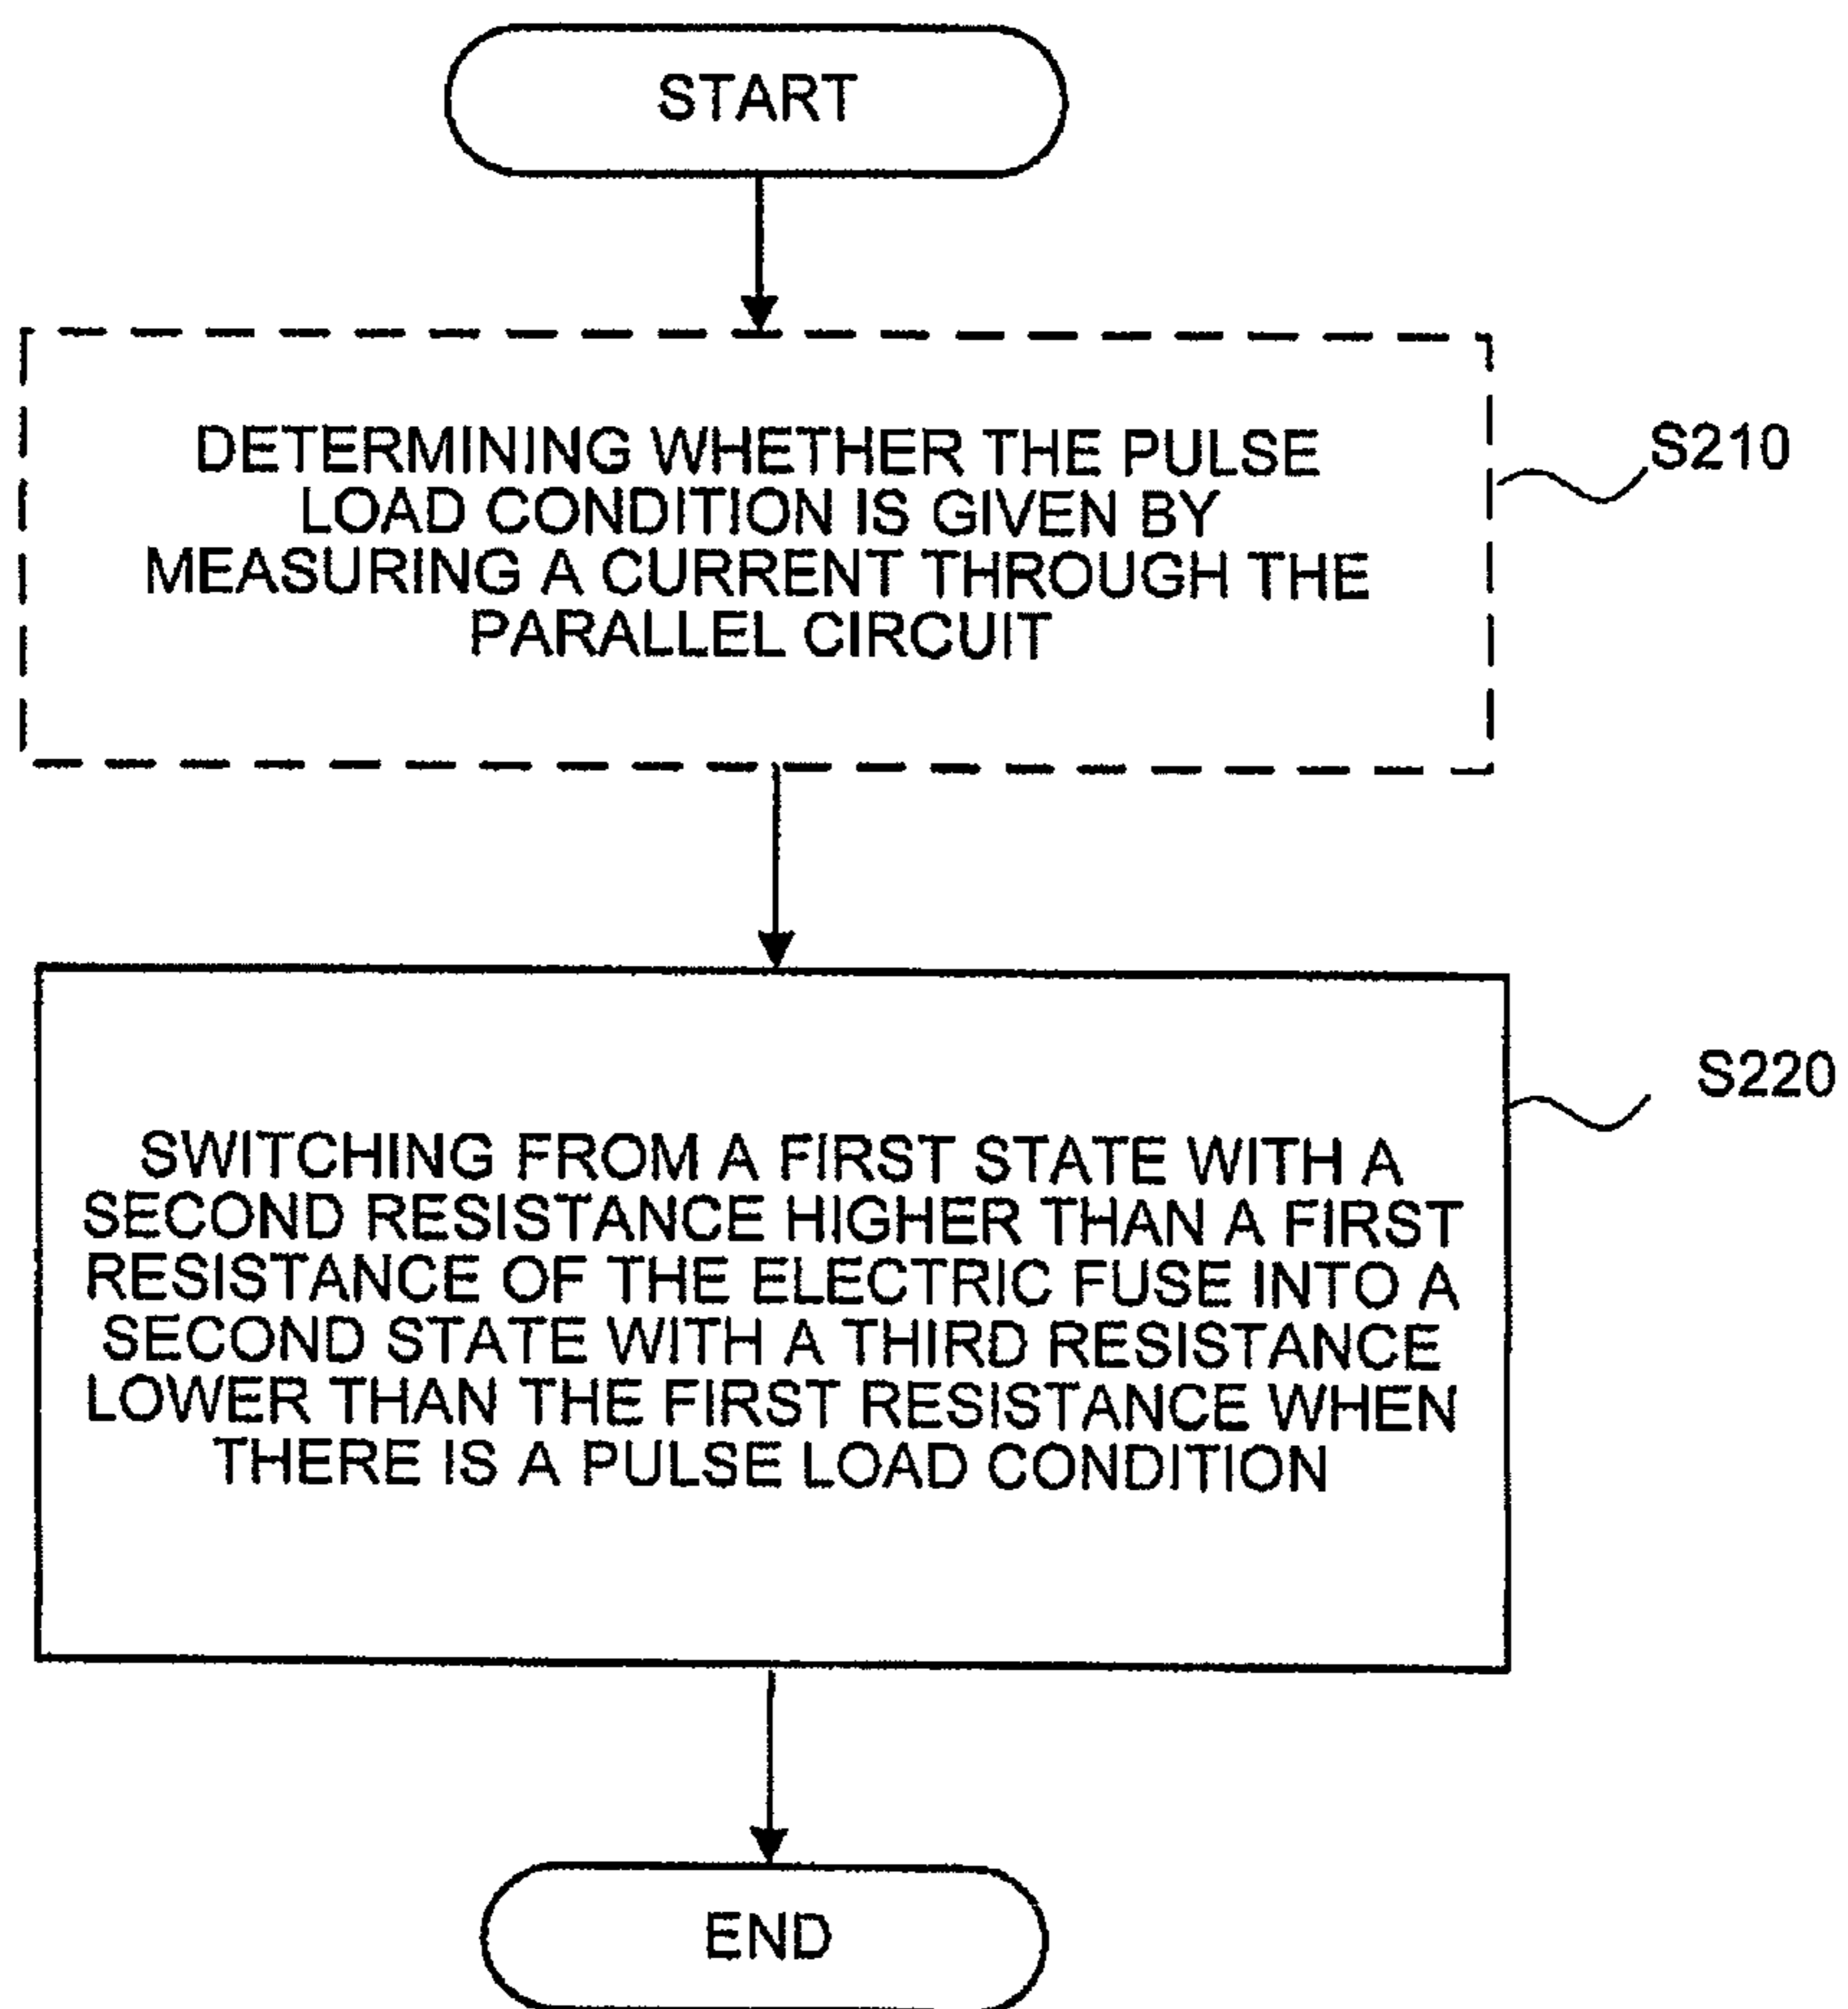 START
DETERMINING WHETHER THE PULSE
LOAD CONDITION IS GIVEN BY
MEASURING A CURRENT THROUGH THE
PARALLEL CIRCUIT
S210
SWITCHING FROM A FIRST STATE WITH A
SECOND RESISTANCE HIGHER THAN A FIRST
RESISTANCE OF THE ELECTRIC FUSE INTO A
SECOND STATE WITH A THIRD RESISTANCE
LOWER THAN THE FIRST RESISTANCE WHEN
THERE IS A PULSE LOAD CONDITION
S220
END